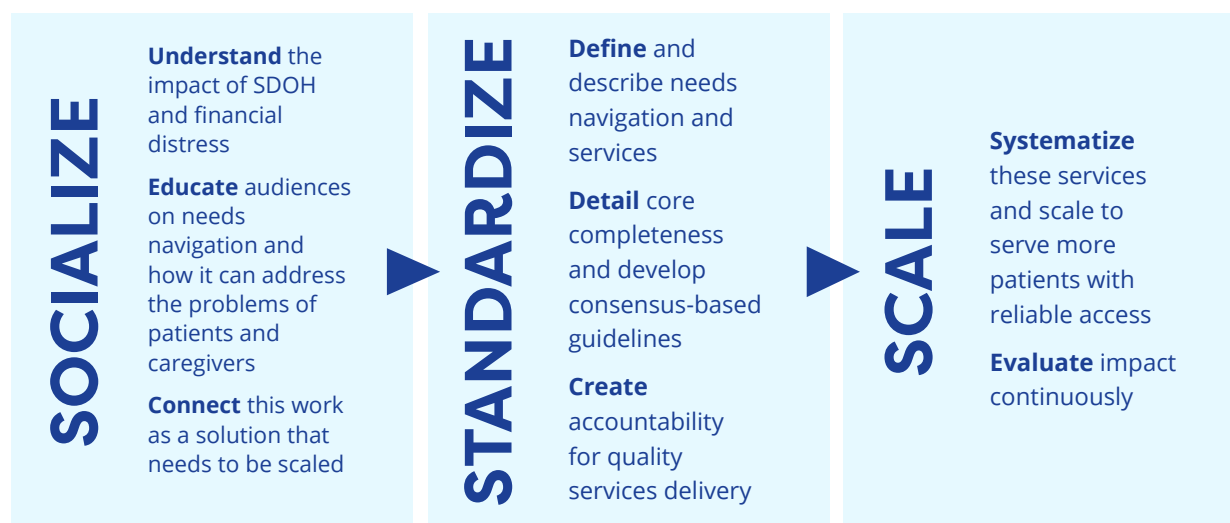 SOCIALIZE
Understand the
impact of SDOH
and financial
distress
Educate audiences
on needs
navigation and
how it can address
the problems of
patients and
caregivers
Connect this work
as a solution that
needs to be scaled
STANDARDIZE
Define and
describe needs
navigation and
services
Detail core
completeness
and develop
consensus-based
guidelines
Create
accountability
for quality
services delivery
SCALE
Systematize
these services
and scale to
serve more
patients with
reliable access
Evaluate impact
continuously